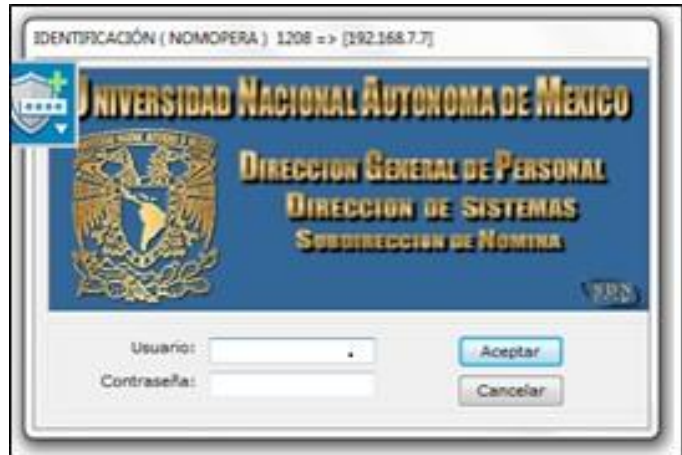 IDENTIFICACIÓN ( NOMOPERA ) 1208 => [192.168.7.7]
UNIVERSIDAD NACIONAL AUTONOMA DE MEXICO
DIRECCION GENERAL DE PERSONAL
DIRECCION DE SISTEMAS
SUBDIRECCION DE NOMINA
SDN
Usuario:
Aceptar
Contraseña:
Cancelar